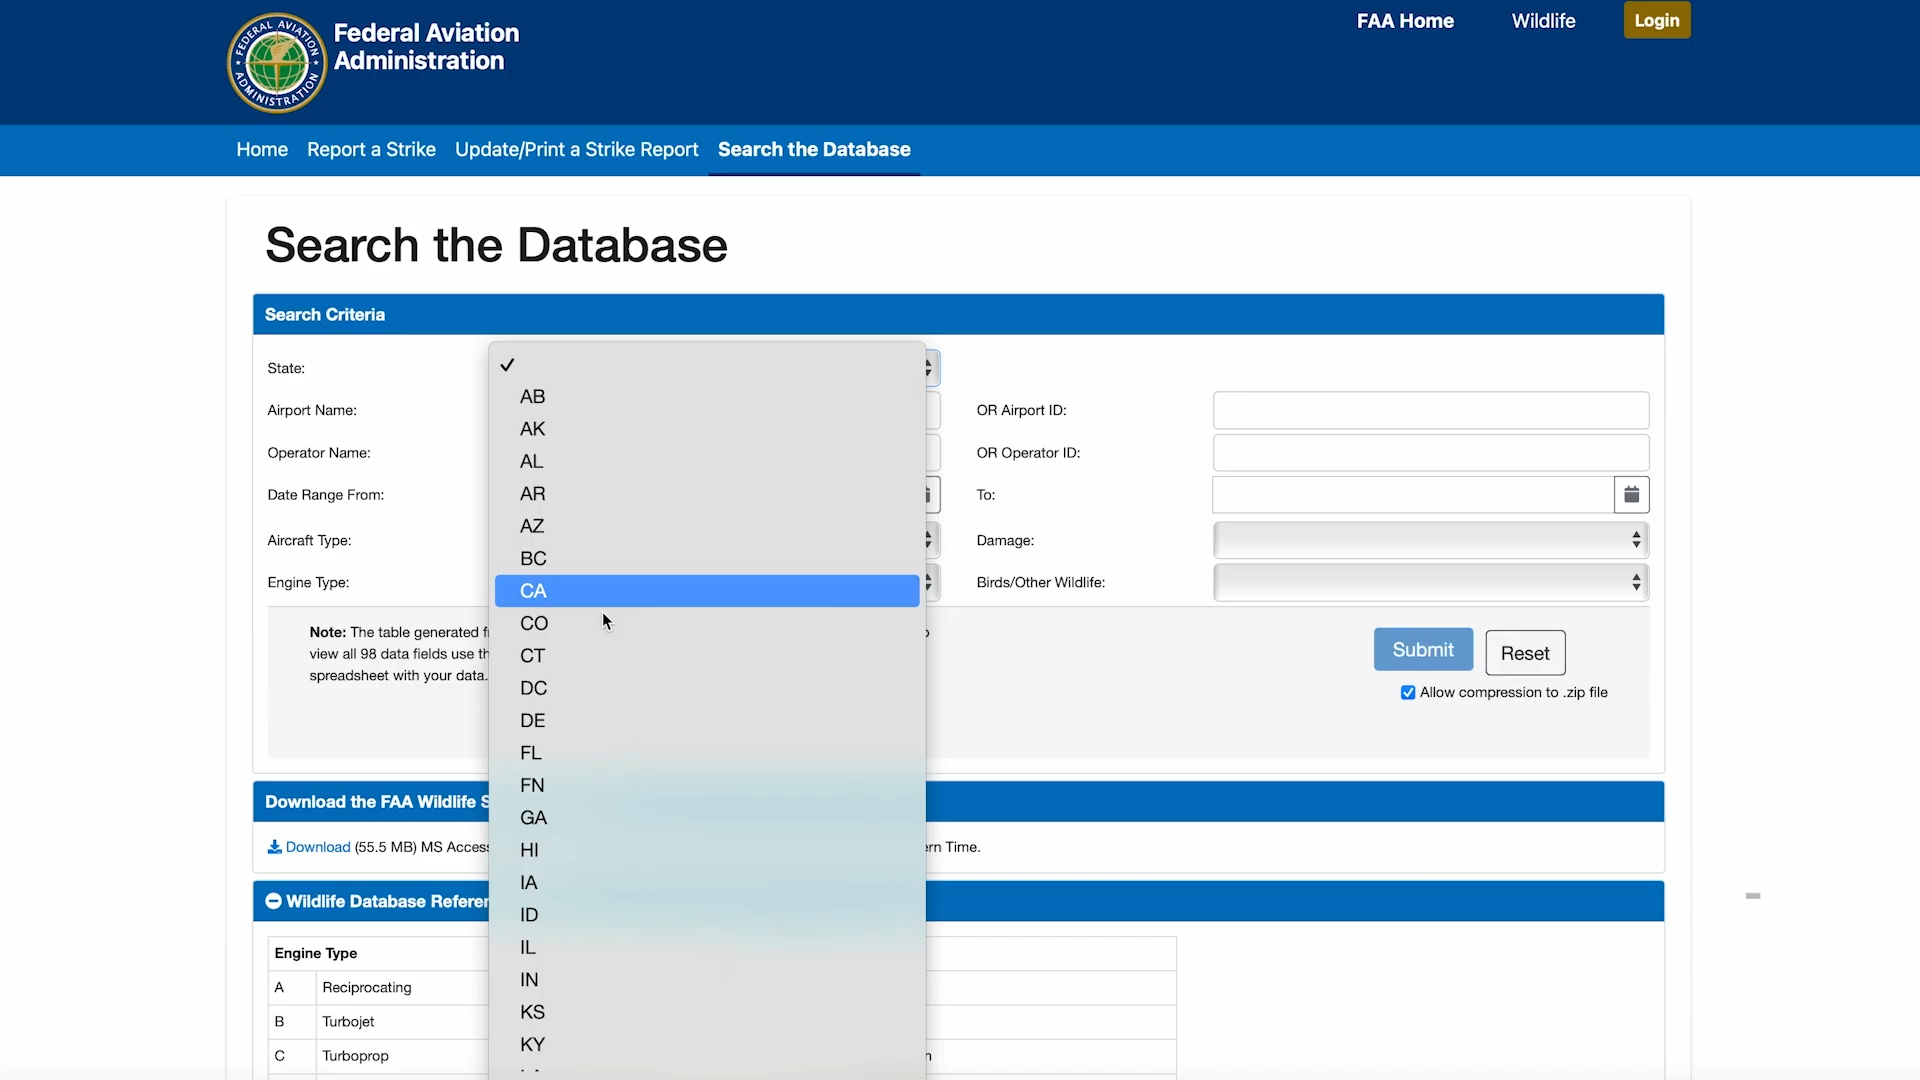 FEDERAL AVIATION ADMINISTRATION
Federal Aviation
Administration
FAA Home
Wildlife
Login
Home
Report a Strike
Update/Print a Strike Report
Search the Database
Search the Database
Search Criteria
State:
Airport Name:
OR Airport ID:
Operator Name:
OR Operator ID:
Date Range From:
To:
Aircraft Type:
Damage:
Engine Type:
Birds/Other Wildlife:
AB
AK
AL
AR
AZ
BC
CA
CO
CT
DC
DE
FL
FN
GA
HI
IA
ID
IL
IN
KS
KY
Note: The table generated
view all 98 data fields use
spreadsheet with your data.
Submit
Reset
Allow compression to .zip file
Download the FAA Wildlife
Download (55.5 MB) MS Access
Time.
Wildlife Database
Engine Type
A Reciprocating
B Turbojet
C Turboprop